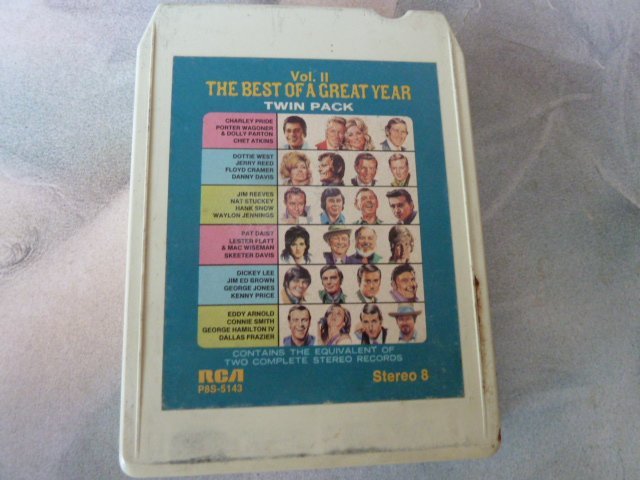 Vol. II
THE BEST OF A GREAT YEAR
TWIN PACK
CHARLEY PRIDE
PORTER WAGONER
& DOLLY PARTON
CHET ATKINS
DOTTIE WEST
JERRY REED
FLOYD CRAMER
DANNY DAVIS
JIM REEVES
NAT STUCKEY
HANK SNOW
WAYLON JENNINGS
PAT DAISY
LESTER FLATT
& MAC WISEMAN
SKEETER DAVIS
DICKEY LEE
JIM ED BROWN
GEORGE JONES
KENNY PRICE
EDDY ARNOLD
CONNIE SMITH
GEORGE HAMILTON IV
DALLAS FRAZIER
CONTAINS THE EQUIVALENT OF
TWO COMPLETE STEREO RECORDS
RCA
P8S-5143
Stereo 8